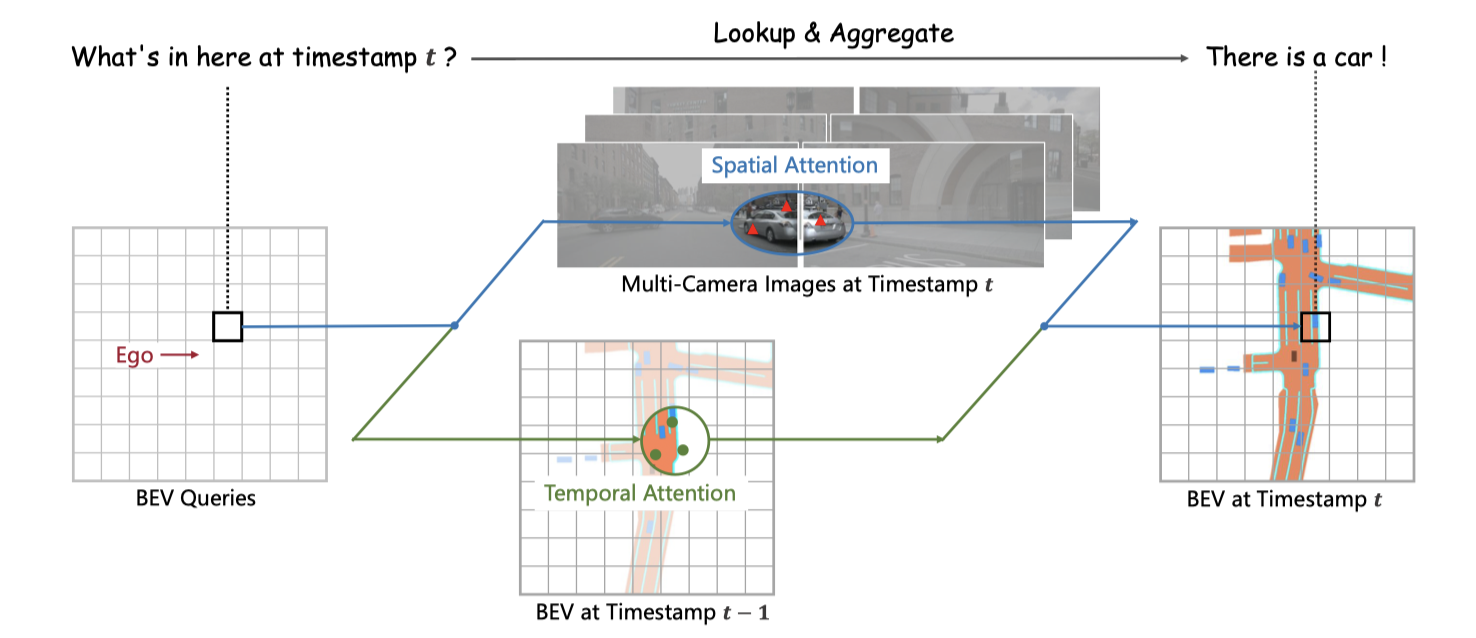 What's in here at timestamp t ?
Lookup & Aggregate
There is a car !
Spatial Attention
Multi-Camera Images at Timestamp t
Ego
BEV Queries
Temporal Attention
BEV at Timestamp t
BEV at Timestamp t − 1